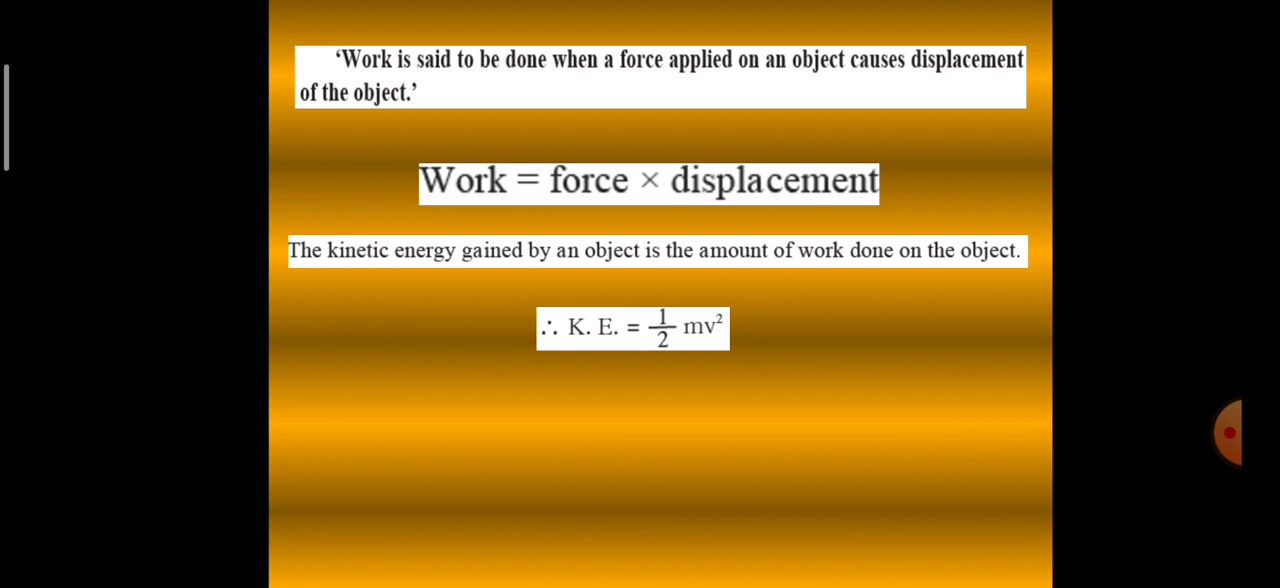 ‘Work is said to be done when a force applied on an object causes displacement
of the object.’
Work = force × displacement
The kinetic energy gained by an object is the amount of work done on the object.
∴ K. E. = 1/2 mv²